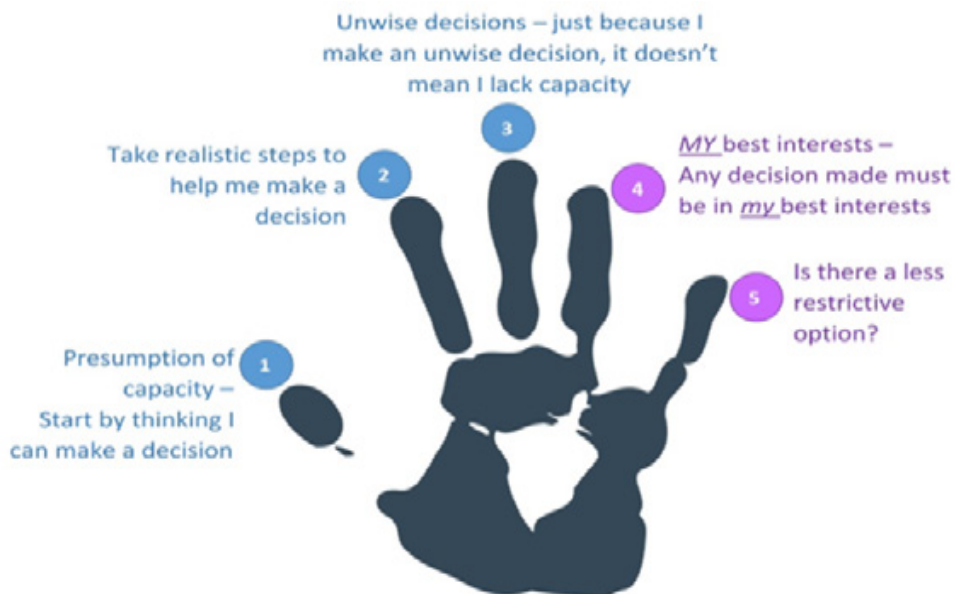 Unwise decisions – just because I
make an unwise decision, it doesn't
mean I lack capacity
3
Take realistic steps to
help me make a
decision
2
MY best interests –
Any decision made must
be in my best interests
4
Is there a less
restrictive
option?
5
Presumption of
capacity –
Start by thinking I
can make a decision
1